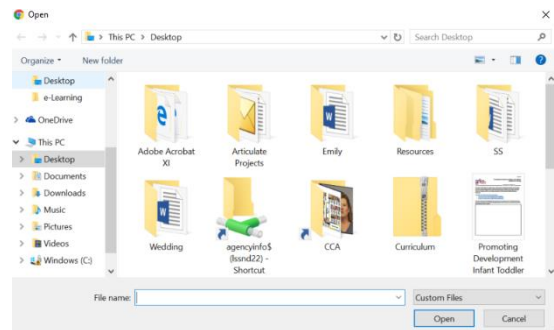 Open
This PC > Desktop
Search Desktop
Organize
New folder
Desktop
e-Learning
OneDrive
This PC
Desktop
Documents
Downloads
Music
Pictures
Videos
Windows (C:)
Adobe Acrobat
XI
Articulate
Projects
Emily
Resources
SS
Wedding
agencyinfo$
(lssnd22) -
Shortcut
CCA
Curriculum
Promoting
Development
Infant Toddler
File name:
Custom Files
Open
Cancel